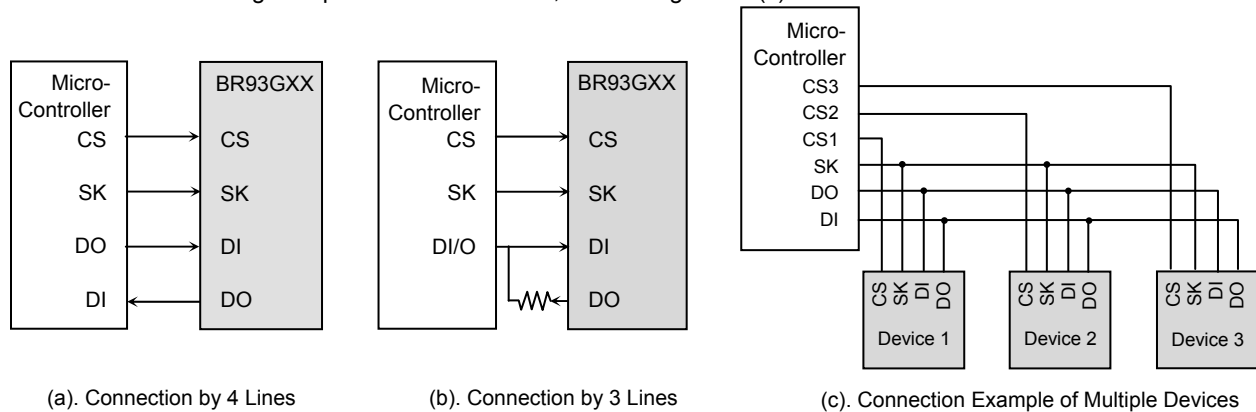 Micro-
Controller
CS
SK
DO
DI
BR93GXX
CS
SK
DI
DO
(a). Connection by 4 Lines
Micro-
Controller
CS
SK
DI/O
BR93GXX
CS
SK
DI
DO
(b). Connection by 3 Lines
Micro-
Controller
CS3
CS2
CS1
SK
DO
DI
CS
SK
DI
DO
Device 1
CS
SK
DI
DO
Device 2
CS
SK
DI
DO
Device 3
(c). Connection Example of Multiple Devices